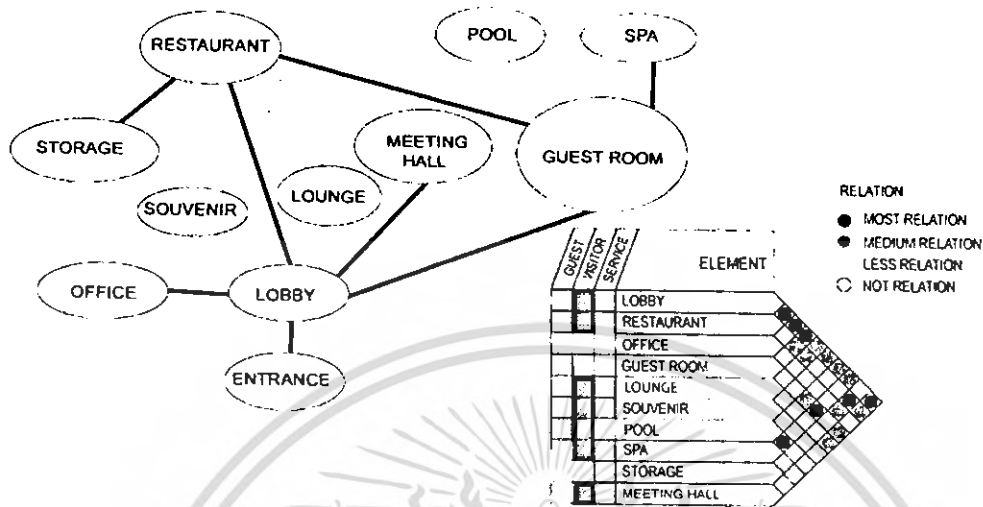 RESTAURANT
POOL
SPA
STORAGE
MEETING
HALL
GUEST ROOM
SOUVENIR
LOUNGE
OFFICE
LOBBY
ENTRANCE
RELATION
MOST RELATION
MEDIUM RELATION
LESS RELATION
NOT RELATION
GUEST
VISITOR
SERVICE
ELEMENT
LOBBY
RESTAURANT
OFFICE
GUEST ROOM
LOUNGE
SOUVENIR
POOL
SPA
STORAGE
MEETING HALL